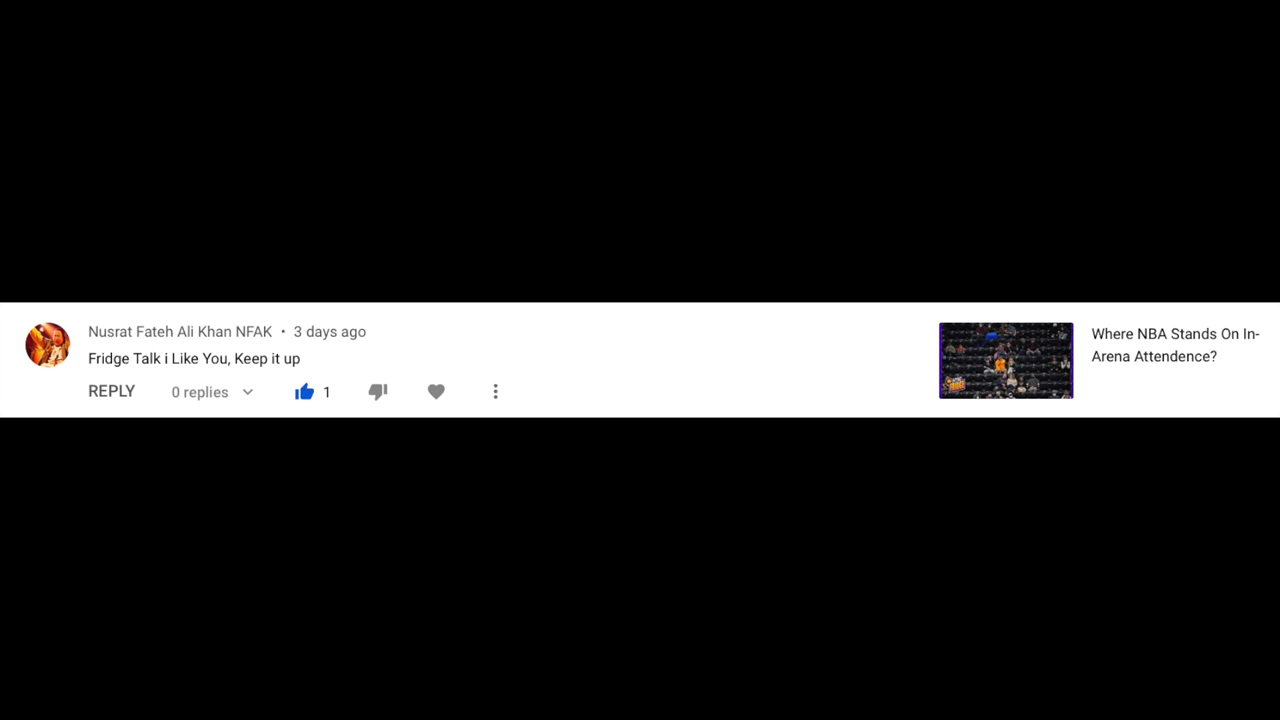 Nusrat Fateh Ali Khan NFAK • 3 days ago
Fridge Talk i Like You, Keep it up
REPLY 0 replies 1
Where NBA Stands On In-
Arena Attendence?